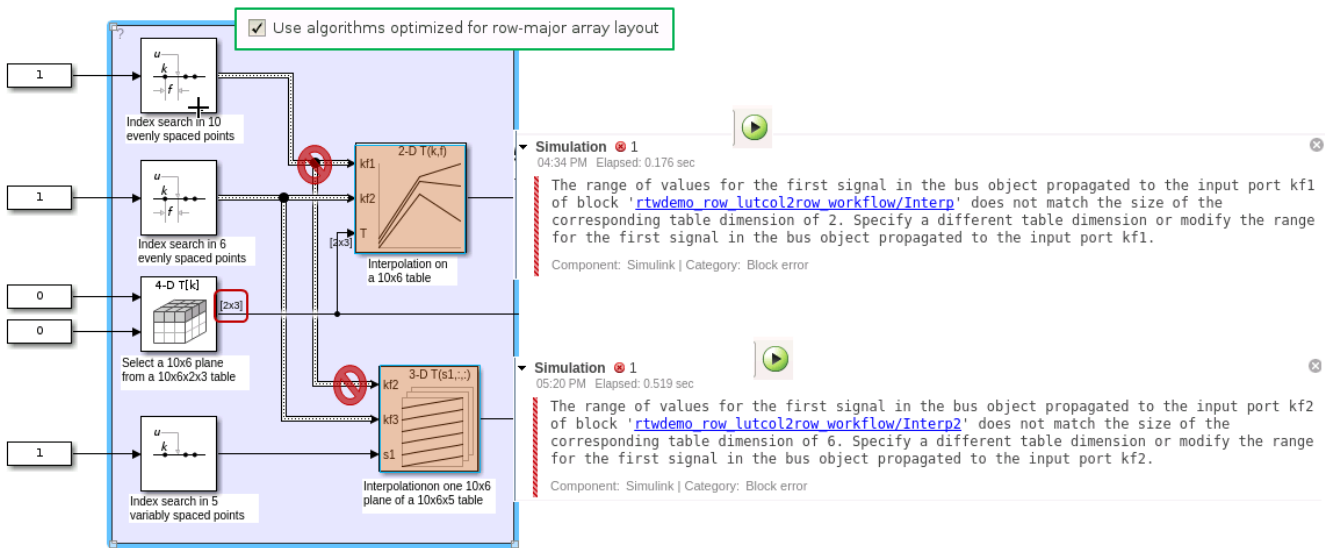 Use algorithms optimized for row-major array layout
?
1
u
k
f
Index search in 10
evenly spaced points
2-D T(k,f)
kf1
kf2
T
[2x3]
Interpolation on
a 10x6 table
1
u
k
f
Index search in 6
evenly spaced points
0
0
4-D T[k]
[2x3]
Select a 10x6 plane
from a 10x6x2x3 table
3-D T(s1,:,:)
kf2
kf3
s1
Interpolationon one 10x6
plane of a 10x6x5 table
1
u
k
Index search in 5
variably spaced points
Simulation 1
04:34 PM Elapsed: 0.176 sec
The range of values for the first signal in the bus object propagated to the input port kf1
of block 'rtwdemo_row_lutcol2row_workflow/Interp' does not match the size of the
corresponding table dimension of 2. Specify a different table dimension or modify the range
for the first signal in the bus object propagated to the input port kf1.
Component: Simulink | Category: Block error
Simulation 1
05:20 PM Elapsed: 0.519 sec
The range of values for the first signal in the bus object propagated to the input port kf2
of block 'rtwdemo_row_lutcol2row_workflow/Interp2' does not match the size of the
corresponding table dimension of 6. Specify a different table dimension or modify the range
for the first signal in the bus object propagated to the input port kf2.
Component: Simulink | Category: Block error